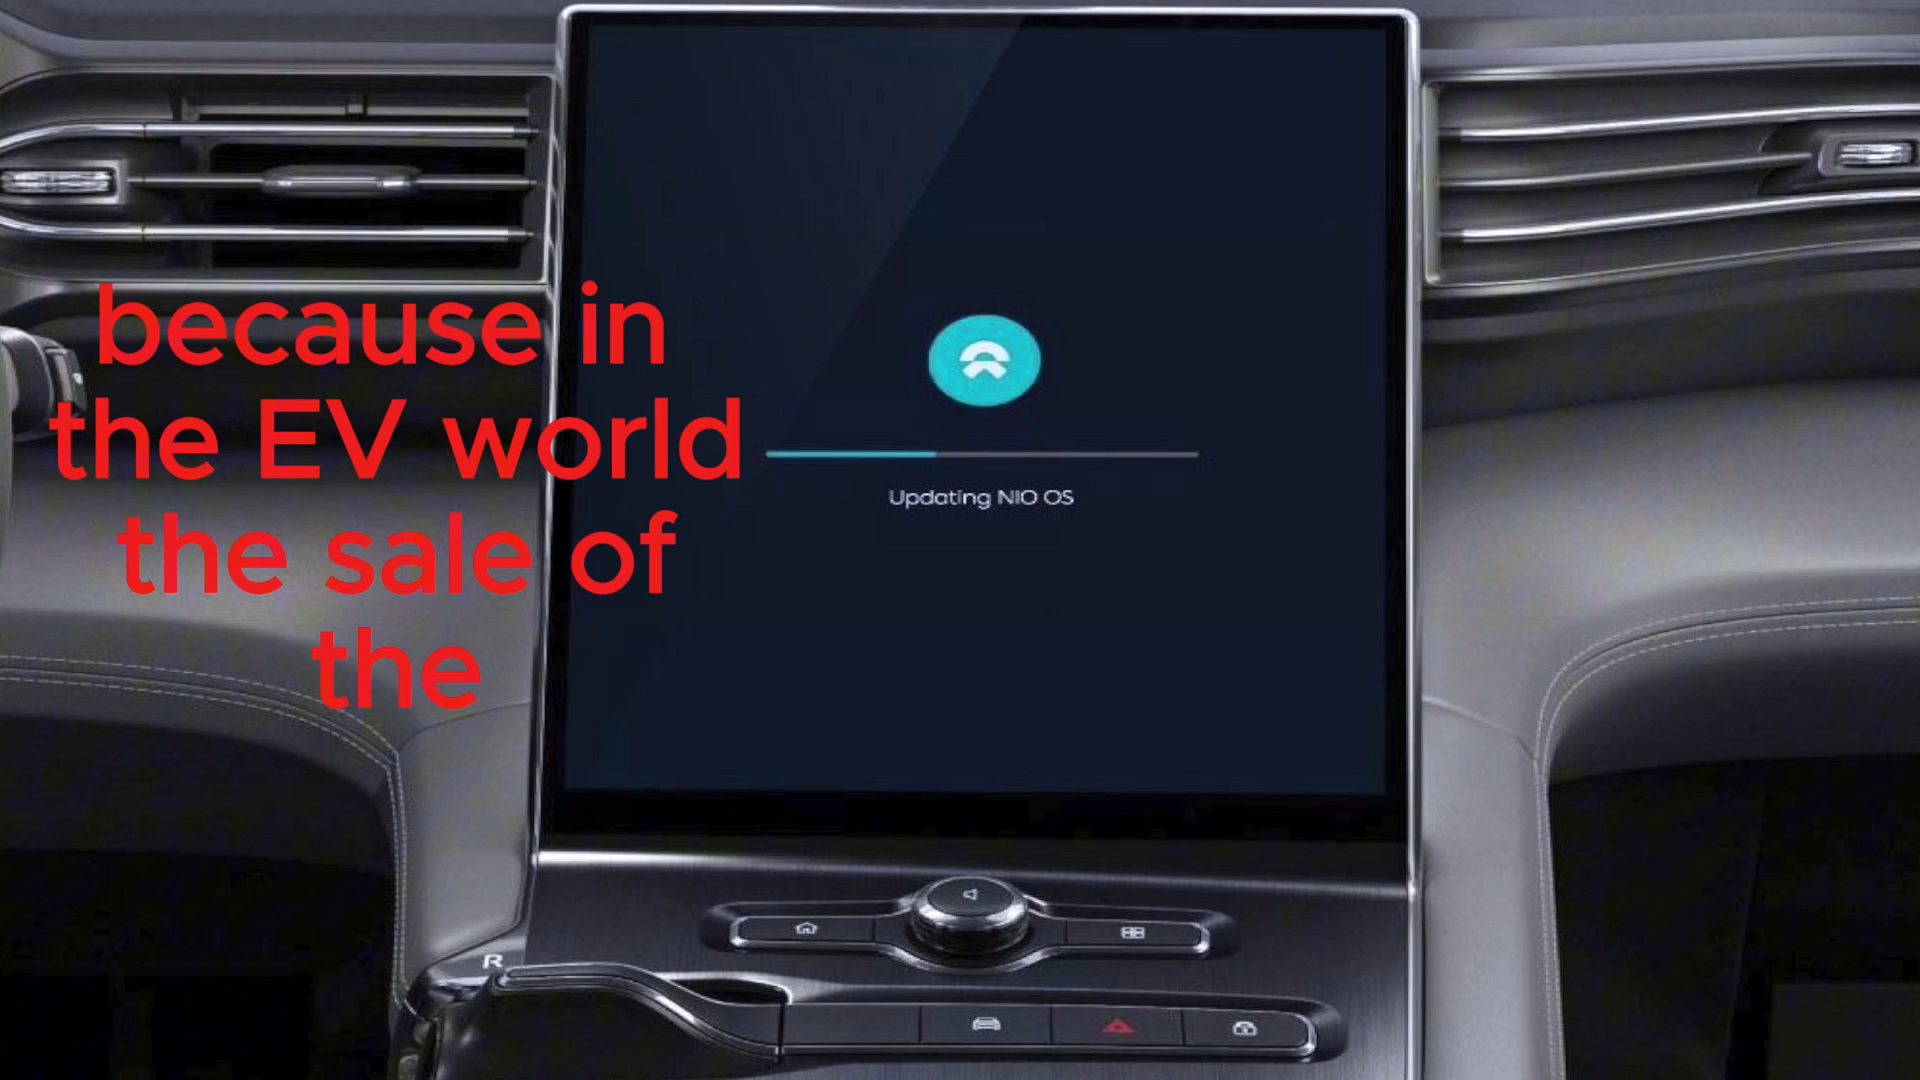 because in
the EV world
the sale of
the
Updating NIO OS
R